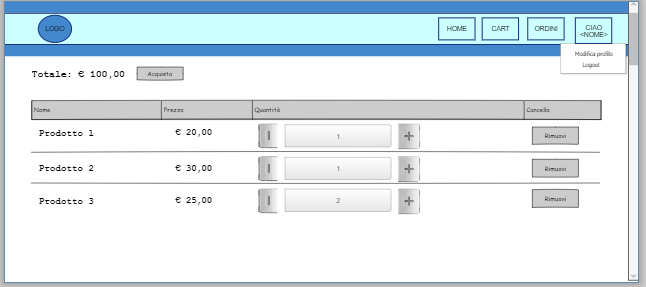 LOGO
HOME CART ORDINI CIAO
<NOME>
Modifica profilo
Logout
Totale: € 100,00 Acquista
Nome Prezzo Quantità Cancella
Prodotto 1 € 20,00 1 + Rimuovi
Prodotto 2 € 30,00 1 + Rimuovi
Prodotto 3 € 25,00 2 + Rimuovi